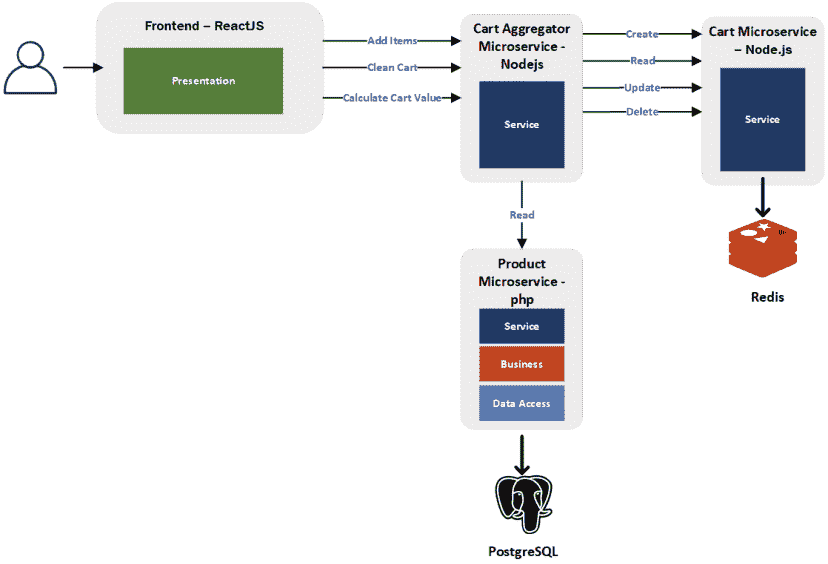 Frontend – ReactJS
Presentation
Add Items
Clean Cart
Calculate Cart Value
Cart Aggregator
Microservice -
Nodejs
Service
Create
Read
Update
Delete
Cart Microservice
– Node.js
Service
Redis
Read
Product
Microservice -
php
Service
Business
Data Access
PostgreSQL